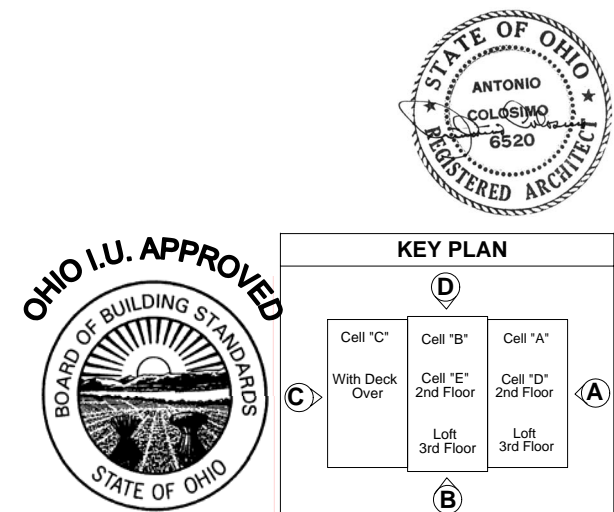 STATE OF OHIO
ANTONIO
COLOSIMO
6520
REGISTERED ARCHITECT
OHIO I.U. APPROVED
BOARD OF BUILDING STANDARDS
STATE OF OHIO
KEY PLAN
D
Cell "C"
With Deck
Over
Cell "B"
Cell "E"
2nd Floor
Loft
3rd Floor
Cell "A"
Cell "D"
2nd Floor
Loft
3rd Floor
C
A
B